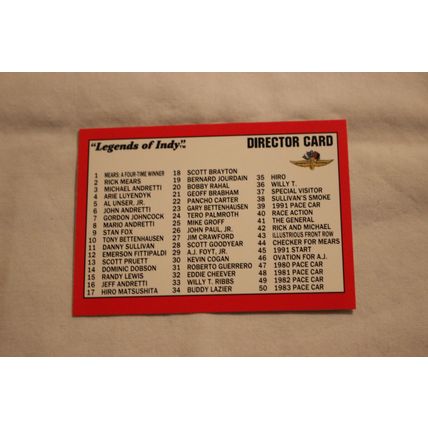 "Legends of Indy"™
DIRECTOR CARD
1 MEARS: A FOUR-TIME WINNER
2 RICK MEARS
3 MICHAEL ANDRETTI
4 ARIE LUYENDYK
5 AL UNSER, JR.
6 JOHN ANDRETTI
7 GORDON JOHNCOCK
8 MARIO ANDRETTI
9 STAN FOX
10 TONY BETTENHAUSEN
11 DANNY SULLIVAN
12 EMERSON FITTIPALDI
13 SCOTT PRUETT
14 DOMINIC DOBSON
15 RANDY LEWIS
16 JEFF ANDRETTI
17 HIRO MATSUSHITA
18 SCOTT BRAYTON
19 BERNARD JOURDAIN
20 BOBBY RAHAL
21 GEOFF BRABHAM
22 PANCHO CARTER
23 GARY BETTENHAUSEN
24 TERO PALMROTH
25 MIKE GROFF
26 JOHN PAUL, JR.
27 JIM CRAWFORD
28 SCOTT GOODYEAR
29 A.J. FOYT, JR.
30 KEVIN COGAN
31 ROBERTO GUERRERO
32 EDDIE CHEEVER
33 WILLY T. RIBBS
34 BUDDY LAZIER
35 HIRO
36 WILLY T.
37 SPECIAL VISITOR
38 SULLIVAN'S SMOKE
39 1991 PACE CAR
40 RACE ACTION
41 THE GENERAL
42 RICK AND MICHAEL
43 ILLUSTRIOUS FRONT ROW
44 CHECKER FOR MEARS
45 1991 START
46 OVATION FOR A.J.
47 1980 PACE CAR
48 1981 PACE CAR
49 1982 PACE CAR
50 1983 PACE CAR